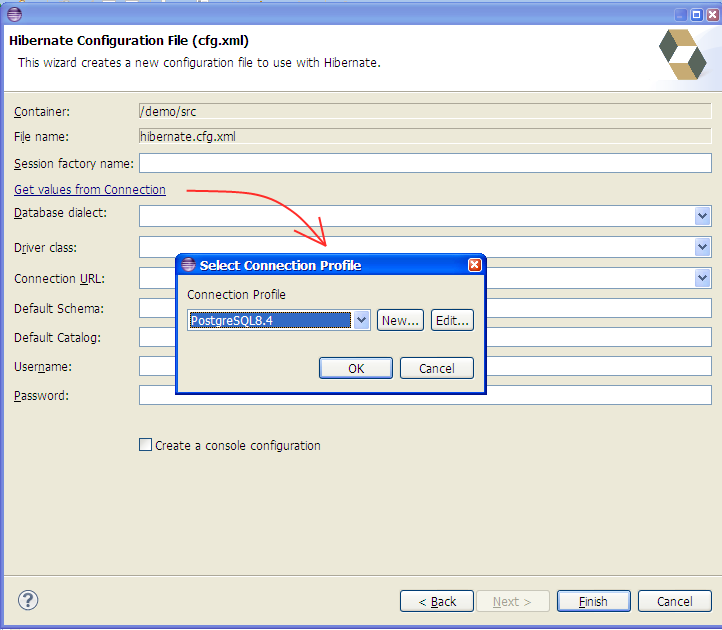 Hibernate Configuration File (cfg.xml)
This wizard creates a new configuration file to use with Hibernate.
Container: /demo/src
File name: hibernate.cfg.xml
Session factory name:
Get values from Connection
Database dialect:
Driver class:
Select Connection Profile
Connection URL:
Connection Profile
Default Schema:
PostgreSQL8.4 New... Edit...
Default Catalog:
Username:
OK Cancel
Password:
Create a console configuration
? < Back Next > Finish Cancel